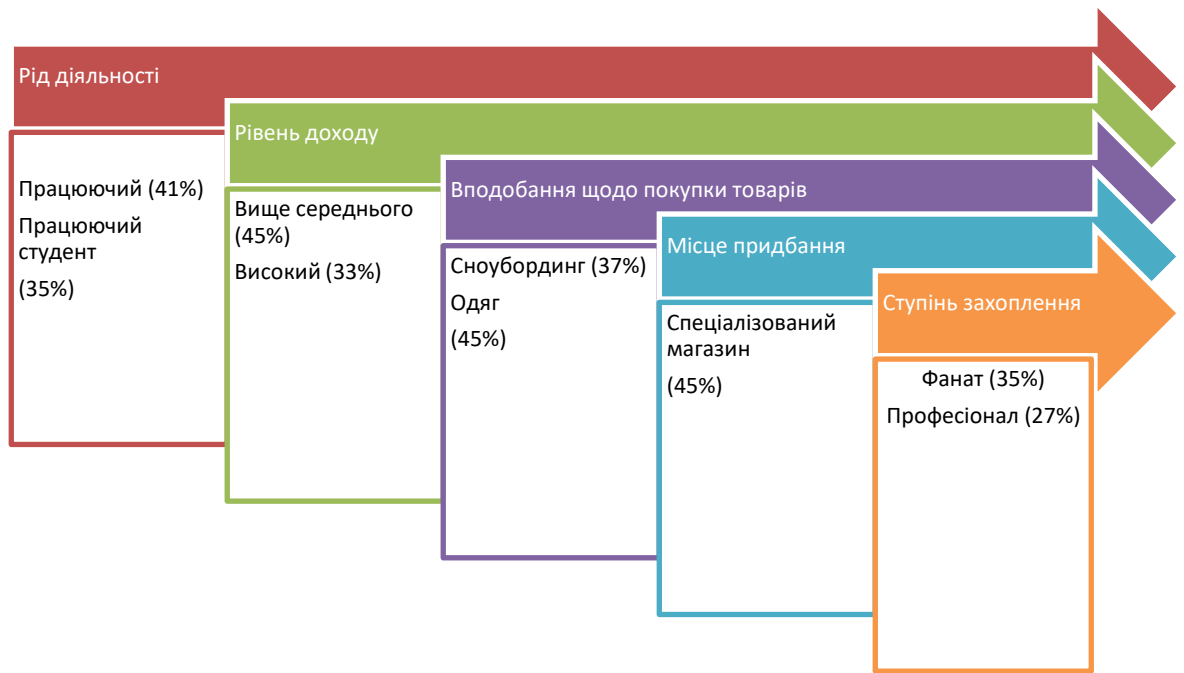 Рід діяльності
Працюючий (41%)
Працюючий
студент
(35%)
Рівень доходу
Вище середнього
(45%)
Високий (33%)
Вподобання щодо покупки товарів
Сноубординг (37%)
Одяг
(45%)
Місце придбання
Спеціалізований
магазин
(45%)
Ступінь захоплення
Фанат (35%)
Професіонал (27%)